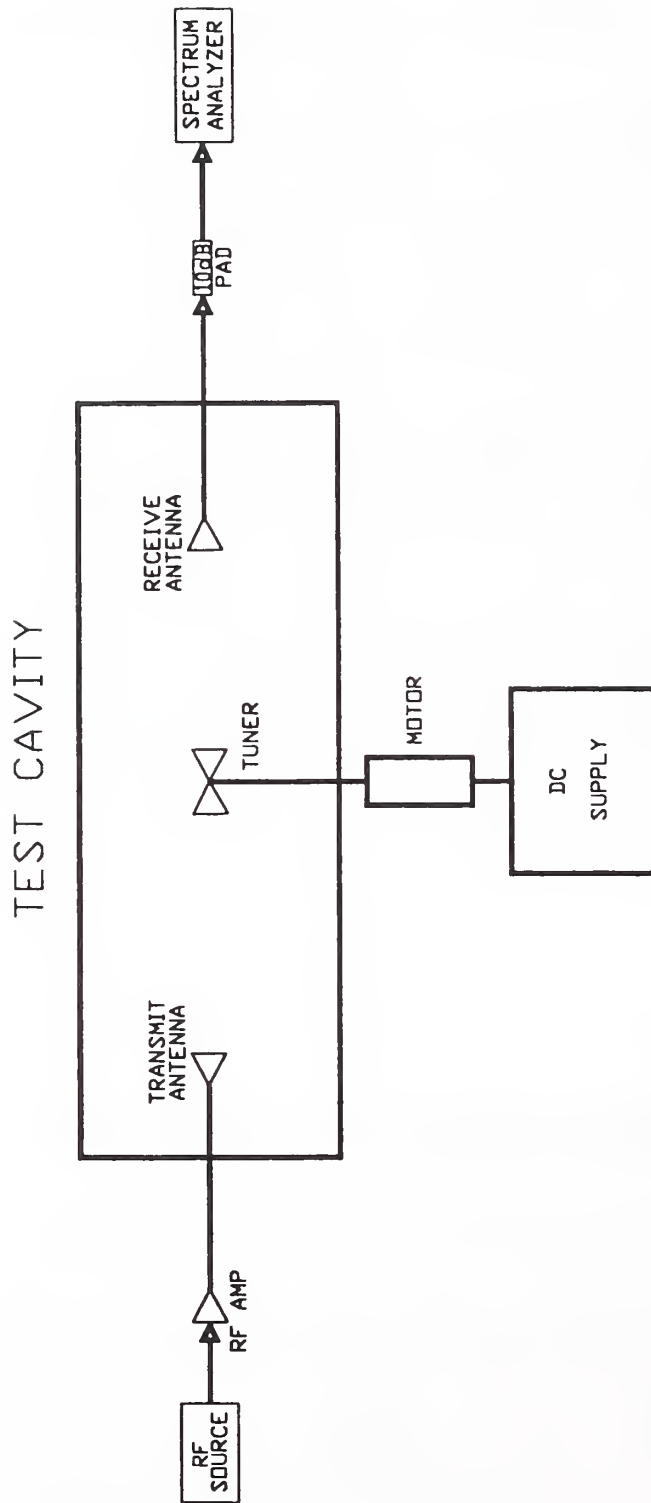 TEST CAVITY
RF
SOURCE
RF AMP
TRANSMIT
ANTENNA
TUNER
RECEIVE
ANTENNA
10dB
PAD
SPECTRUM
ANALYZER
MOTOR
DC
SUPPLY